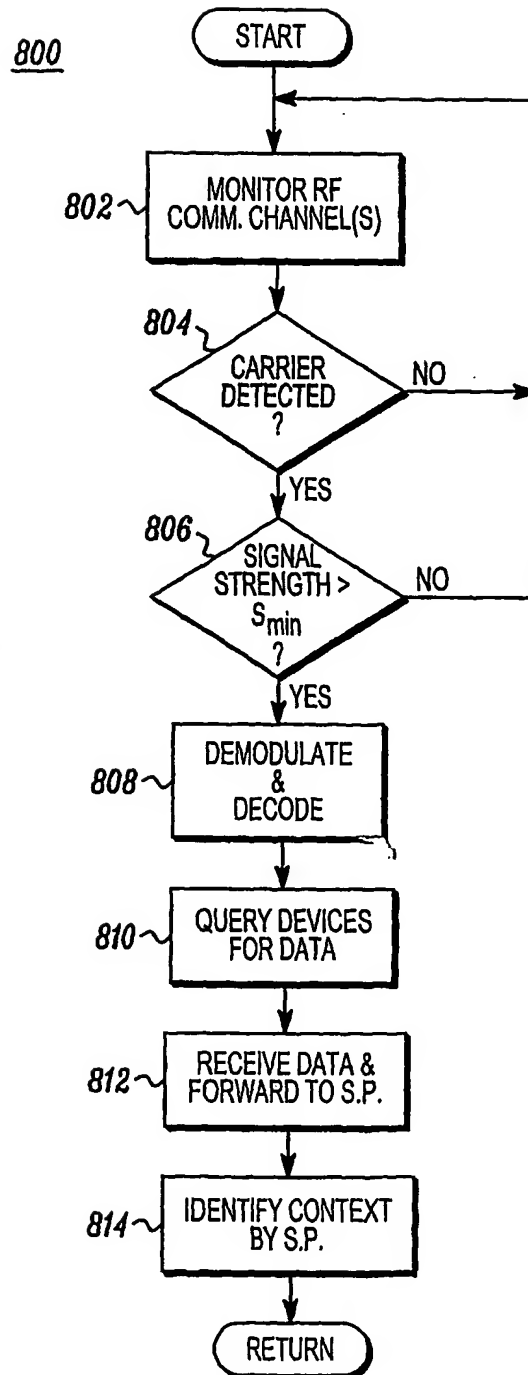 800
START
802
MONITOR RF
COMM. CHANNEL(S)
804
CARRIER
DETECTED
?
NO
YES
806
SIGNAL
STRENGTH >
Smin
?
NO
YES
808
DEMODULATE
&
DECODE
810
QUERY DEVICES
FOR DATA
812
RECEIVE DATA &
FORWARD TO S.P.
814
IDENTIFY CONTEXT
BY S.P.
RETURN